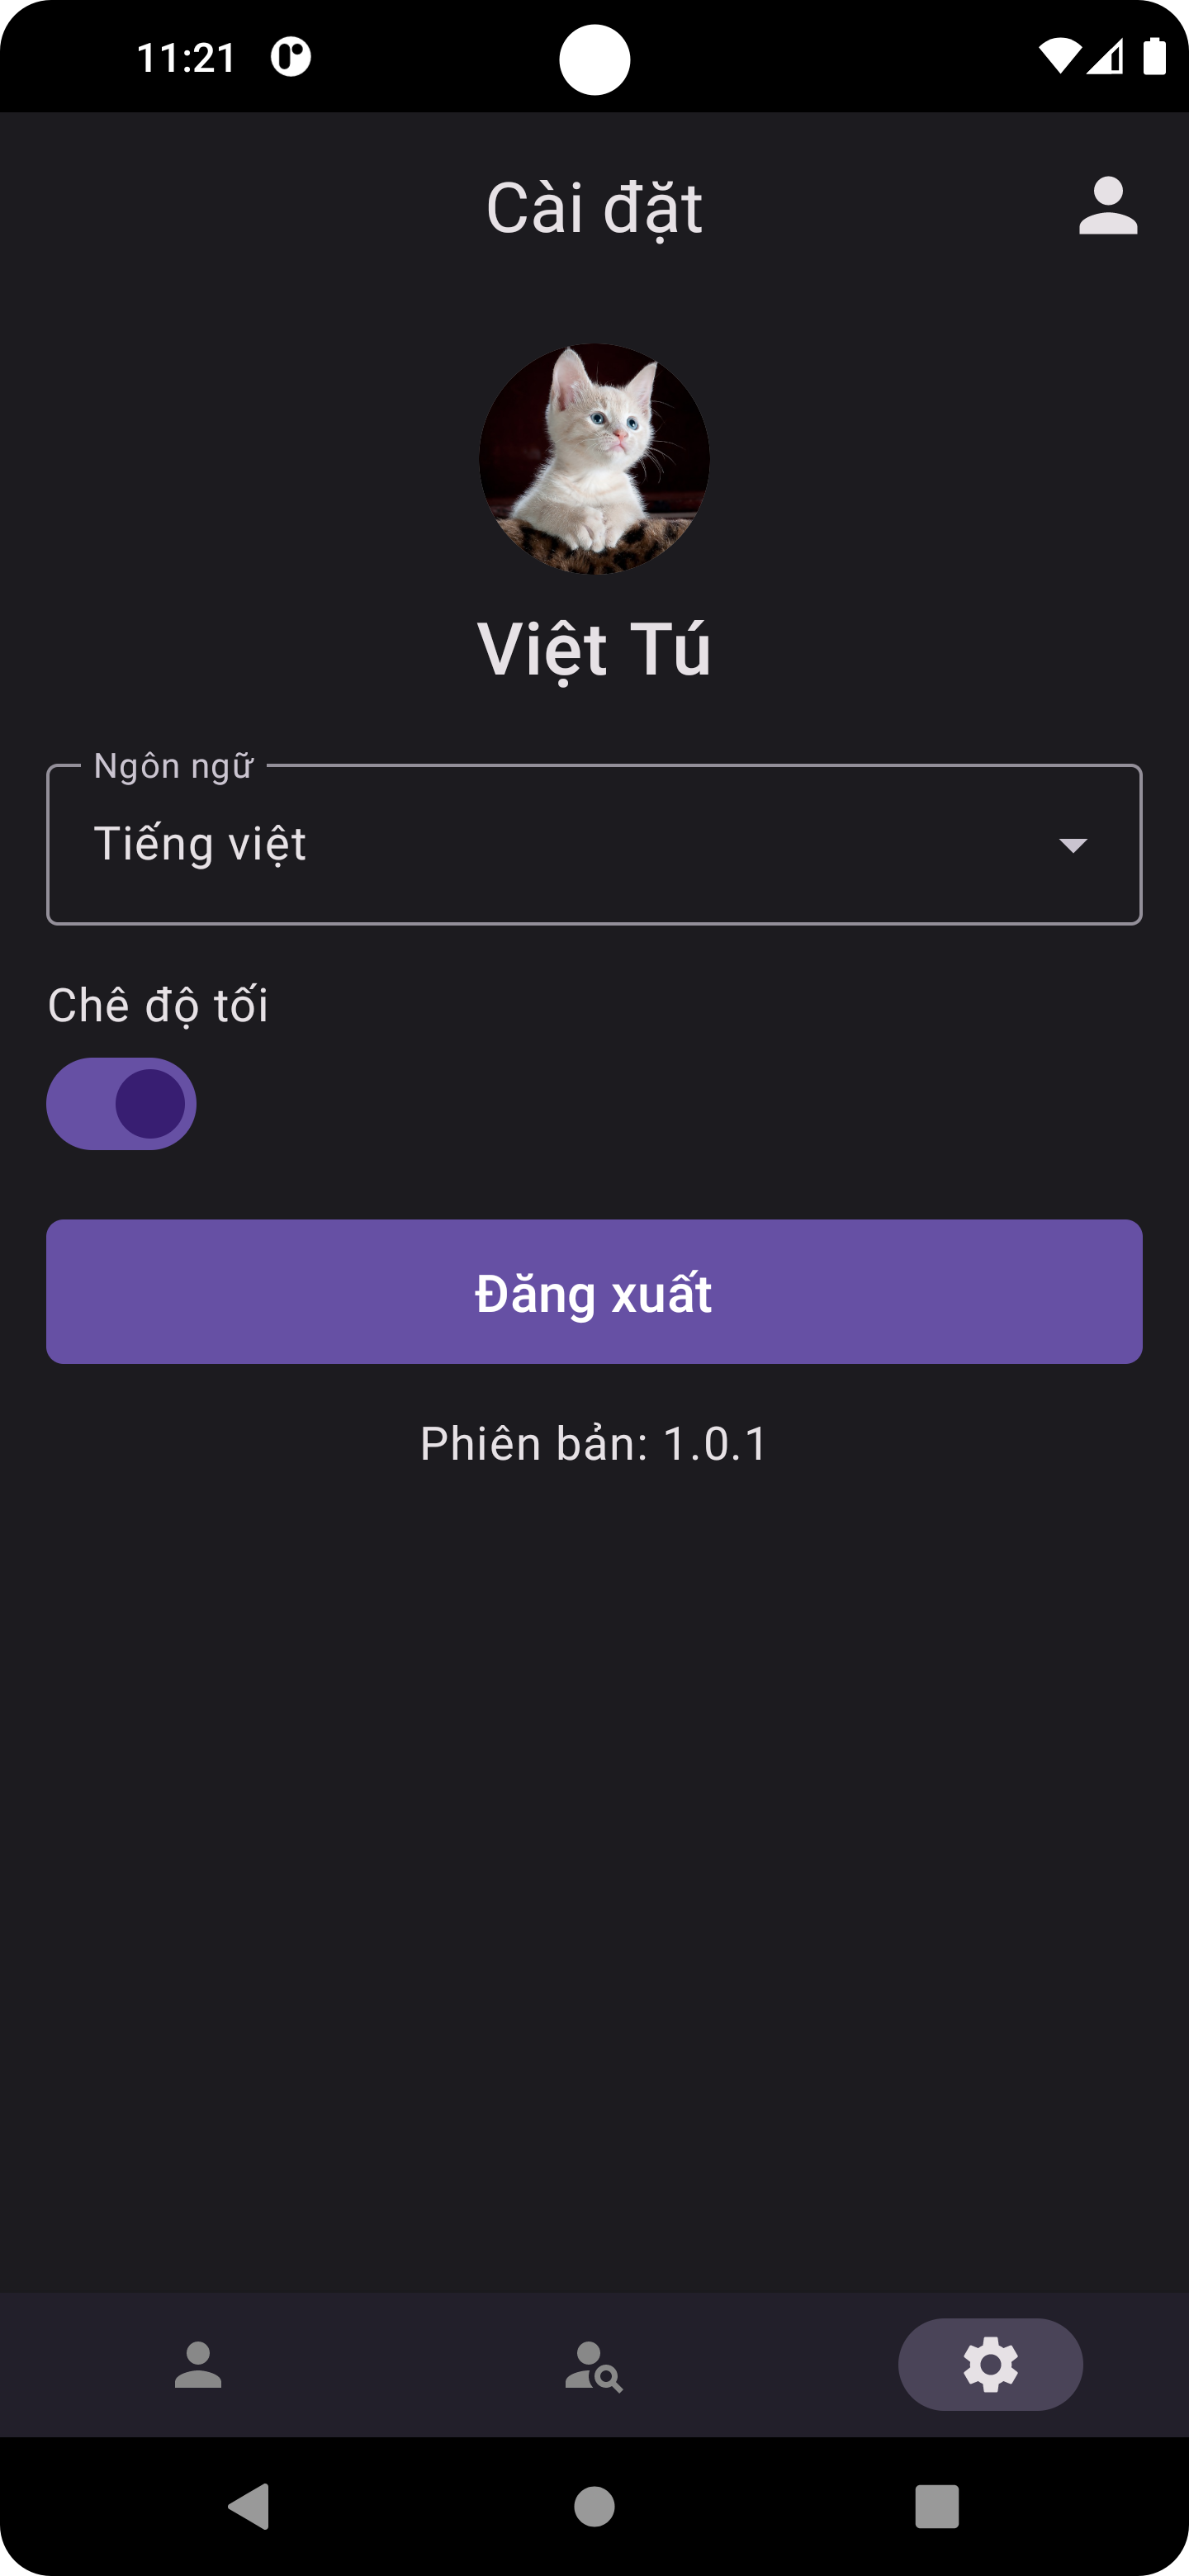 11:21
Cài đặt
Việt Tú
Ngôn ngữ
Tiếng việt
Chê độ tối
Đăng xuất
Phiên bản: 1.0.1